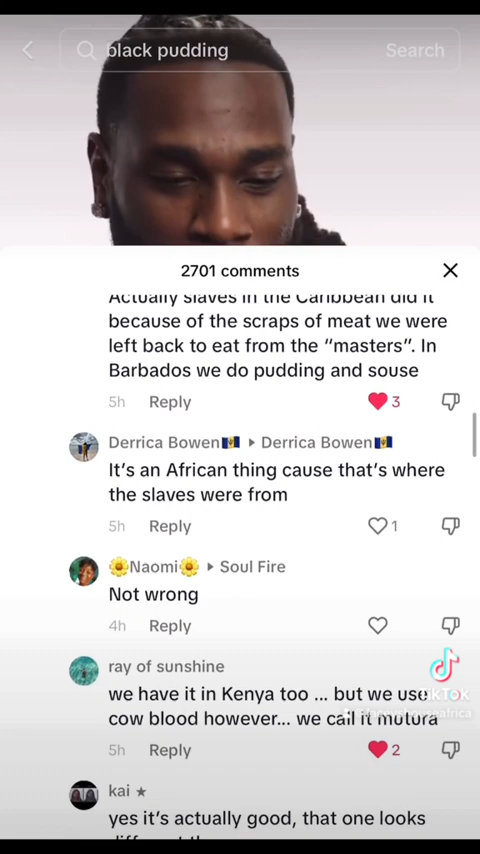 black pudding
Search
2701 comments
Actually slaves in the Caribbean did it
because of the scraps of meat we were
left back to eat from the “masters”. In
Barbados we do pudding and souse
5h Reply 3
Derrica Bowen🇧🇧 ▸ Derrica Bowen🇧🇧
It’s an African thing cause that’s where
the slaves were from
5h Reply 1
🌼Naomi🌼 ▸ Soul Fire
Not wrong
4h Reply
ray of sunshine
we have it in Kenya too ... but we use
TikTok
cow blood however... we call it mutura
5h Reply 2
kai ★
yes it’s actually good, that one looks